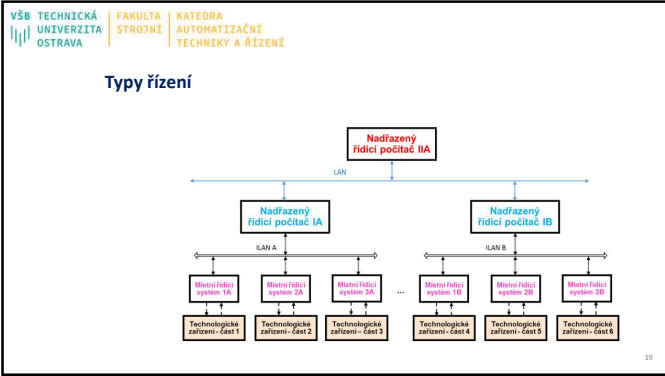 VŠB TECHNICKÁ
UNIVERZITA
OSTRAVA
FAKULTA
STROJNÍ
KATEDRA
AUTOMATIZAČNÍ
TECHNIKY A ŘÍZENÍ
Typy řízení
Nadřazený
řídicí počítač IIA
LAN
Nadřazený
řídicí počítač IA
Nadřazený
řídicí počítač IB
ILAN A
ILAN B
Místní řídicí
systém 1A
Místní řídicí
systém 2A
Místní řídicí
systém 3A
...
Místní řídicí
systém 1B
Místní řídicí
systém 2B
Místní řídicí
systém 3B
Technologické
zařízení - část 1
Technologické
zařízení - část 2
Technologické
zařízení – část 3
Technologické
zařízení - část 4
Technologické
zařízení - část 5
Technologické
zařízení - část 6
19